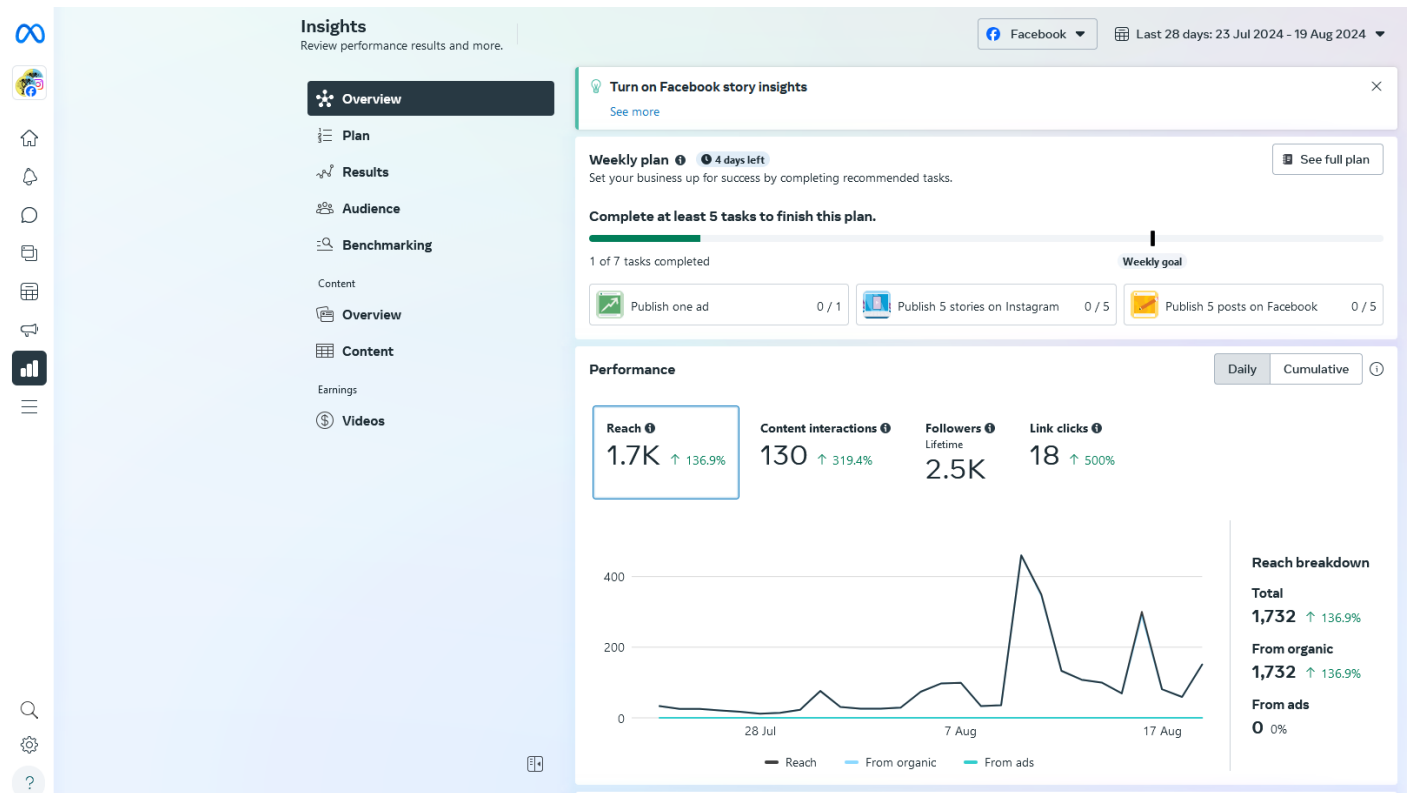 Insights
Review performance results and more.
Facebook
Last 28 days: 23 Jul 2024 - 19 Aug 2024
Overview
Plan
Results
Audience
Benchmarking
Content
Overview
Content
Earnings
Videos
Turn on Facebook story insights
See more
Weekly plan
4 days left
See full plan
Set your business up for success by completing recommended tasks.
Complete at least 5 tasks to finish this plan.
1 of 7 tasks completed
Weekly goal
Publish one ad 0 / 1
Publish 5 stories on Instagram 0 / 5
Publish 5 posts on Facebook 0 / 5
Performance
Daily
Cumulative
Reach
1.7K ↑ 136.9%
Content interactions
130 ↑ 319.4%
Followers
Lifetime
2.5K
Link clicks
18 ↑ 500%
400
200
0
28 Jul
7 Aug
17 Aug
Reach
From organic
From ads
Reach breakdown
Total
1,732 ↑ 136.9%
From organic
1,732 ↑ 136.9%
From ads
0 0%
?